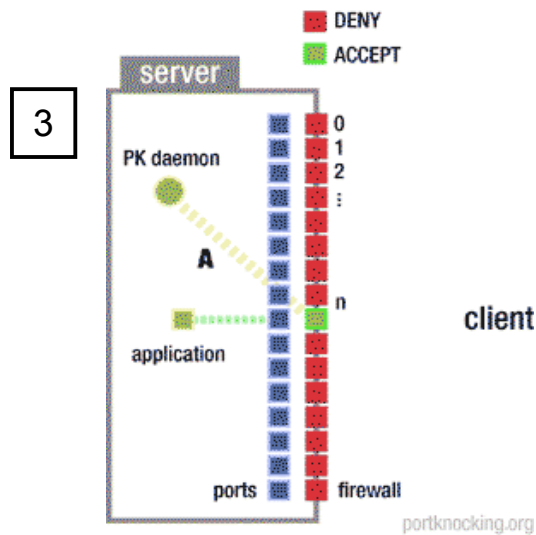 DENY
ACCEPT
server
3
0
PK daemon
1
2
...
A
n
client
application
ports
firewall
portknocking.org